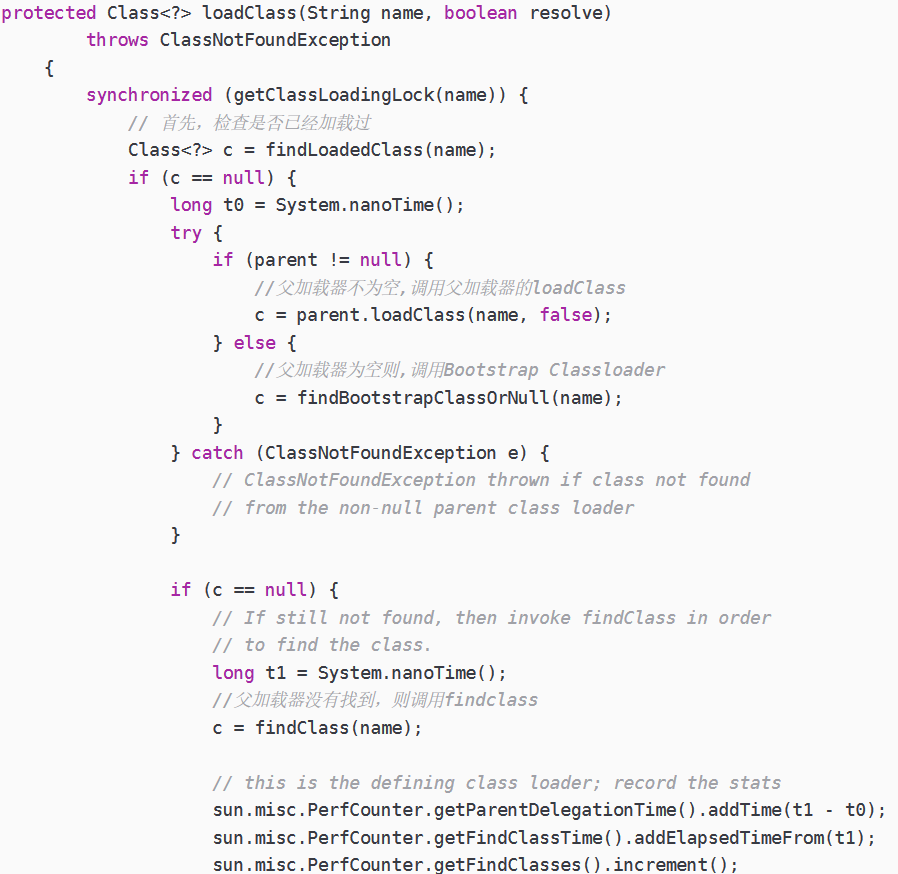 protected Class<?> loadClass(String name, boolean resolve)
        throws ClassNotFoundException
    {
        synchronized (getClassLoadingLock(name)) {
            // 首先，检查是否已经加载过
            Class<?> c = findLoadedClass(name);
            if (c == null) {
                long t0 = System.nanoTime();
                try {
                    if (parent != null) {
                        //父加载器不为空,调用父加载器的loadClass
                        c = parent.loadClass(name, false);
                    } else {
                        //父加载器为空则,调用Bootstrap Classloader
                        c = findBootstrapClassOrNull(name);
                    }
                } catch (ClassNotFoundException e) {
                    // ClassNotFoundException thrown if class not found
                    // from the non-null parent class loader
                }

                if (c == null) {
                    // If still not found, then invoke findClass in order
                    // to find the class.
                    long t1 = System.nanoTime();
                    //父加载器没有找到，则调用findclass
                    c = findClass(name);

                    // this is the defining class loader; record the stats
                    sun.misc.PerfCounter.getParentDelegationTime().addTime(t1 - t0);
                    sun.misc.PerfCounter.getFindClassTime().addElapsedTimeFrom(t1);
                    sun.misc.PerfCounter.getFindClasses().increment();